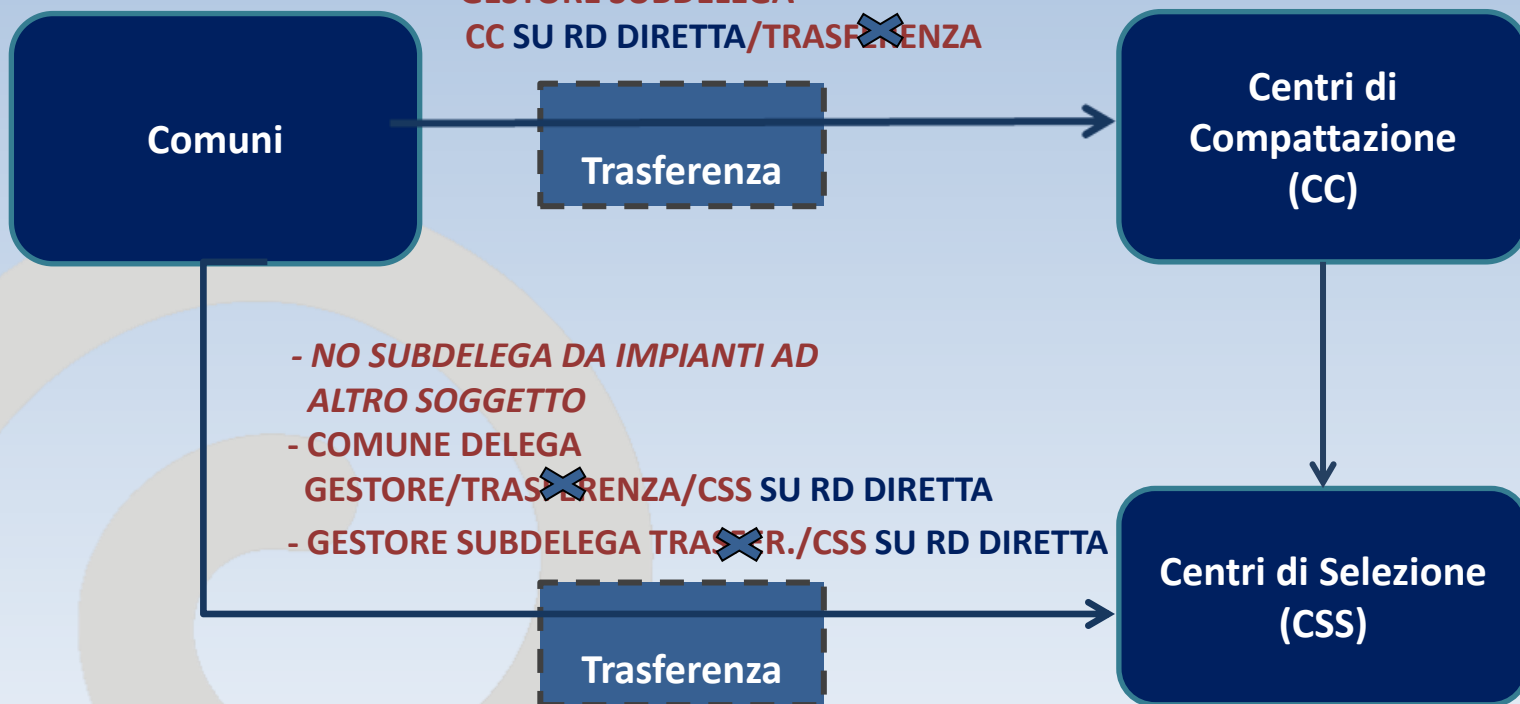 GESTORE SUBDELEGA
CC SU RD DIRETTA/TRASFERENZA
Comuni
Trasferenza
Centri di
Compattazione
(CC)
- NO SUBDELEGA DA IMPIANTI AD
ALTRO SOGGETTO
- COMUNE DELEGA
GESTORE/TRASFERENZA/CSS SU RD DIRETTA
- GESTORE SUBDELEGA TRASFER./CSS SU RD DIRETTA
Centri di Selezione
(CSS)
Trasferenza